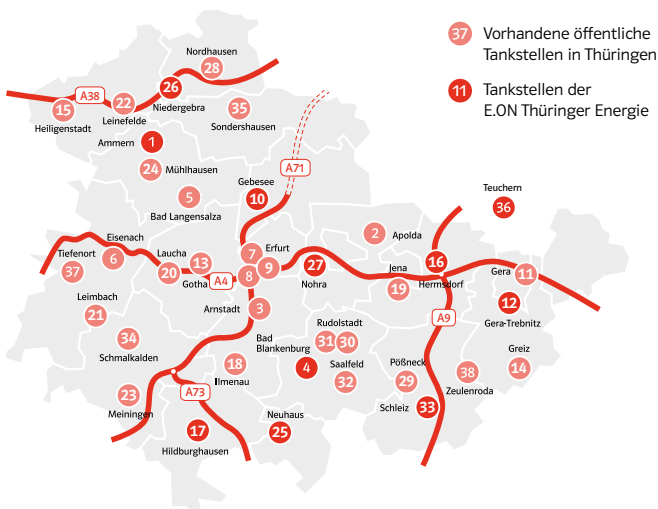 37 Vorhandene öffentliche
Tankstellen in Thüringen
11 Tankstellen der
E.ON Thüringer Energie
Nordhausen
28
A38
26
Niedergebra
15
Heiligenstadt
22
Leinefelde
35
Sondershausen
Ammern
1
24
Mühlhausen
A71
Gebesee
10
5
Bad Langensalza
Teuchern
36
2
Apolda
Eisenach
6
Tiefenort
37
Laucha
20
13
Gotha
A4
Erfurt
7
8
9
27
Nohra
Jena
19
16
Hermsdorf
Gera
11
12
Gera-Trebnitz
Leimbach
21
Arnstadt
3
A9
34
Schmalkalden
Rudolstadt
31
30
Bad
Blankenburg
4
Saalfeld
32
18
Ilmenau
Pößneck
29
38
Zeulenroda
Greiz
14
23
Meiningen
A73
17
Hildburghausen
Neuhaus
25
Schleiz
33